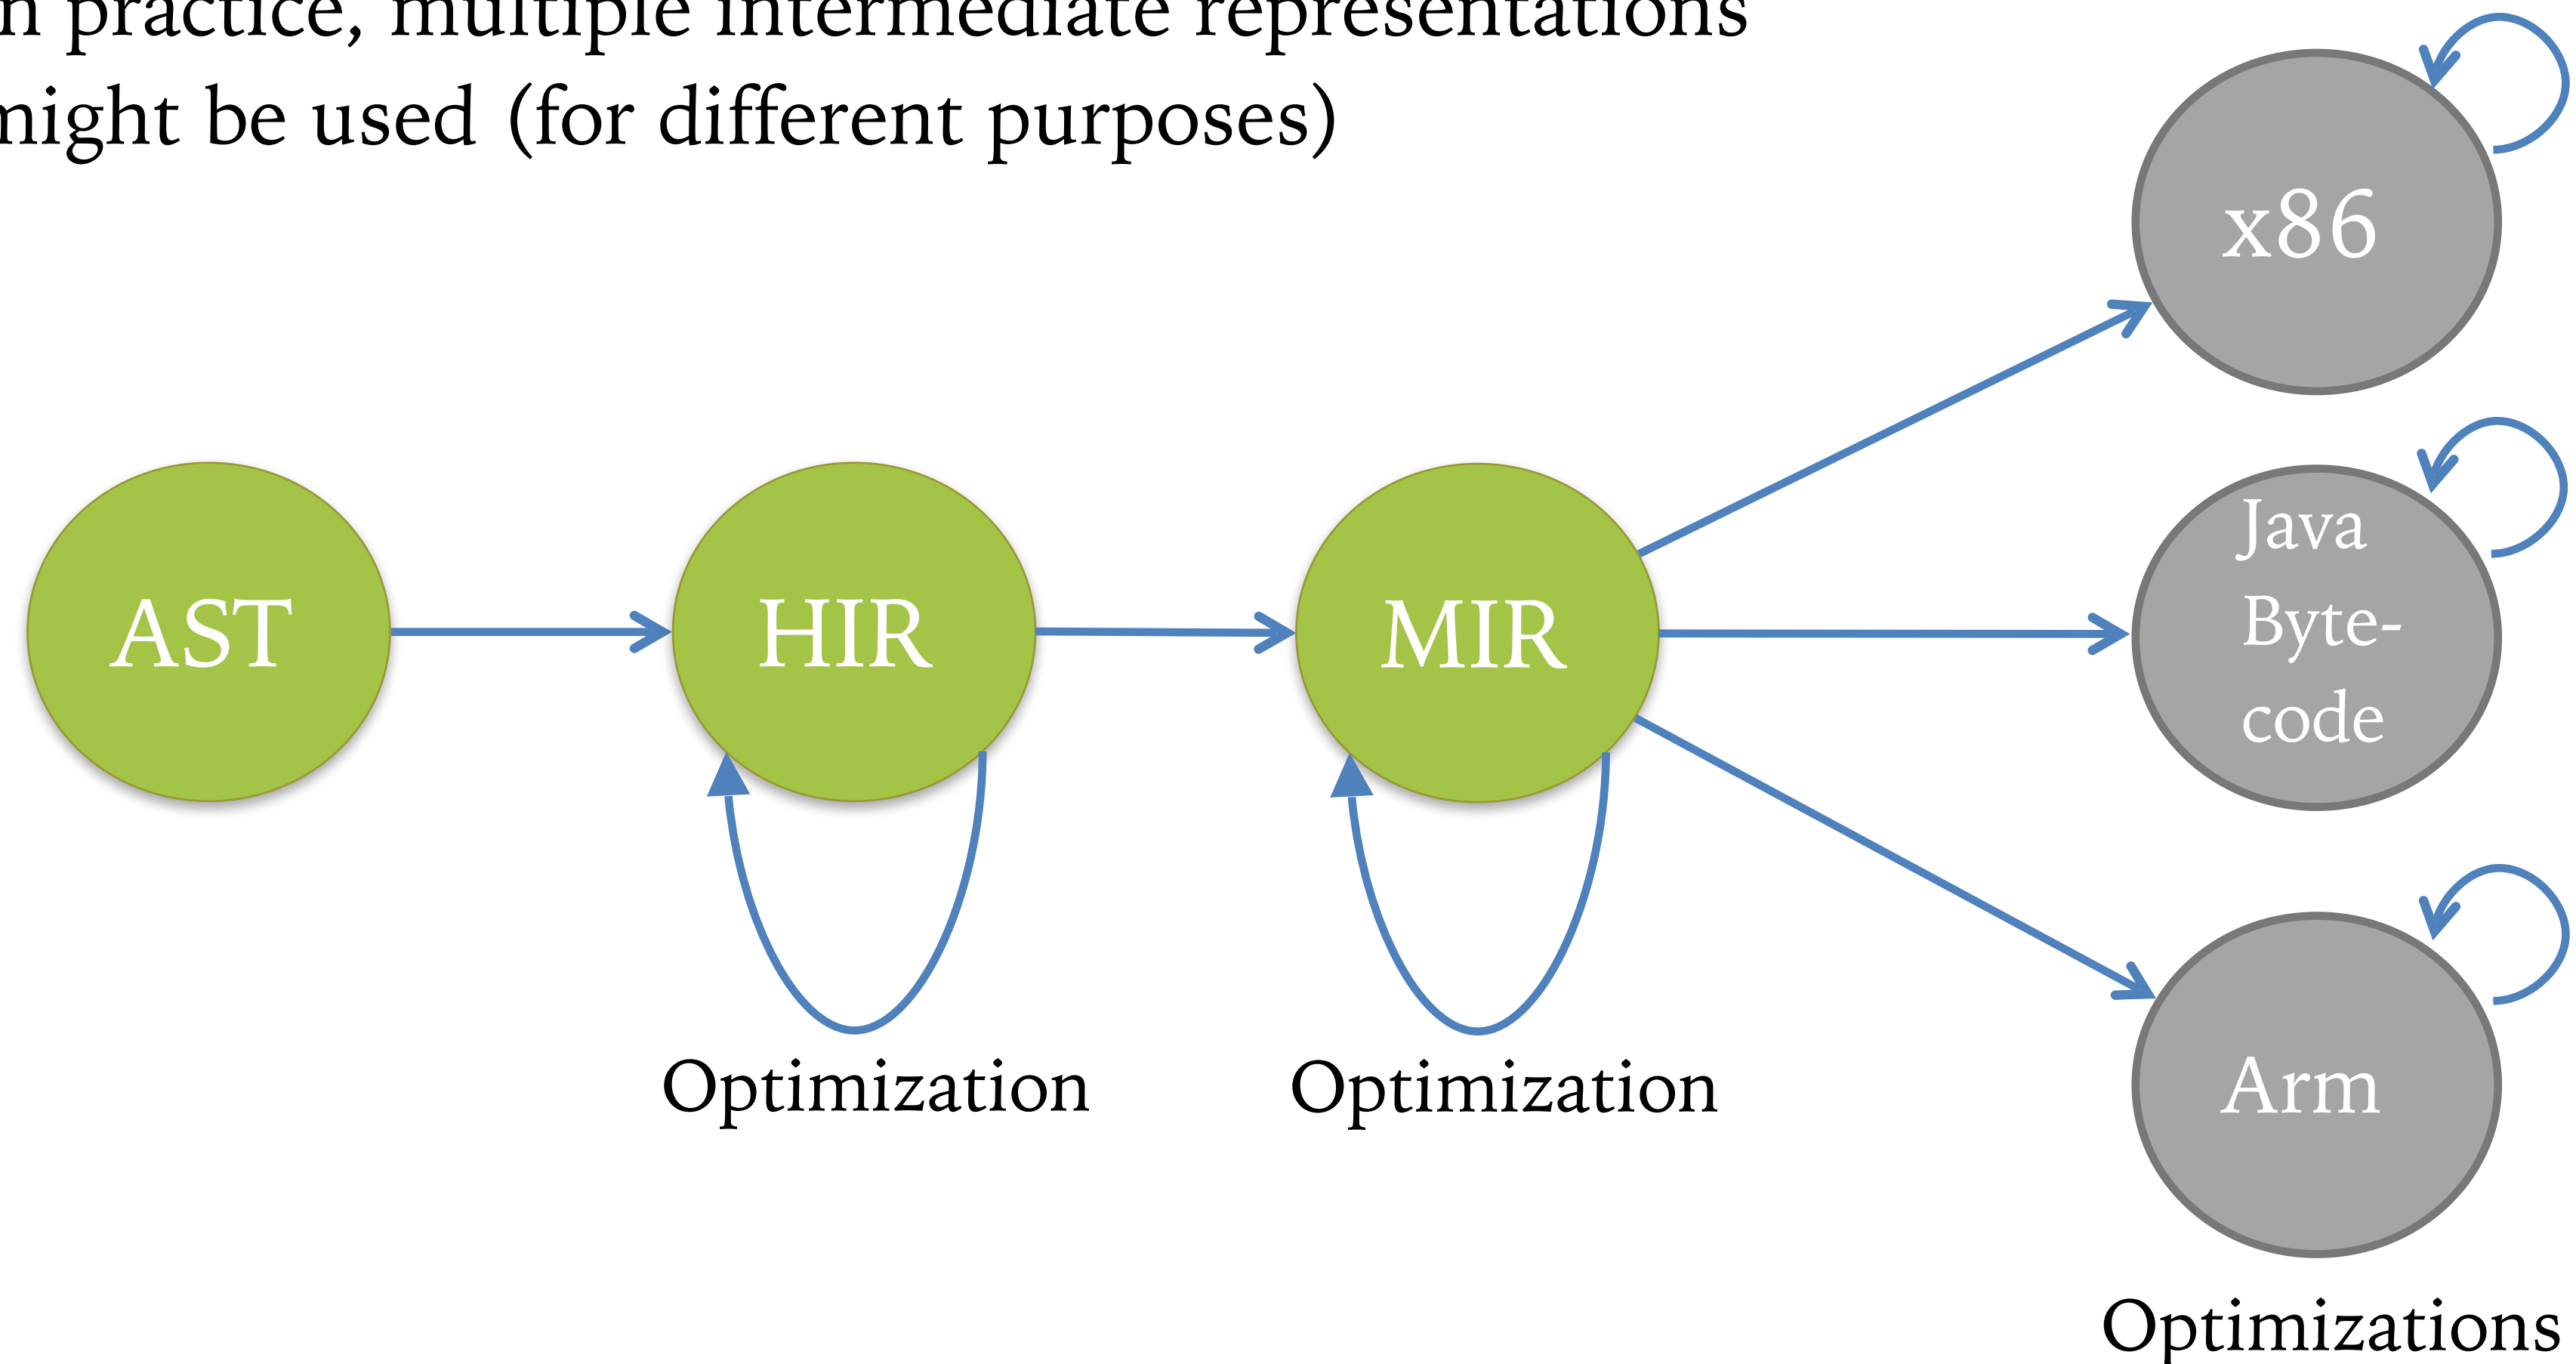 n practice, multiple intermediate representations
might be used (for different purposes)
x86
AST
HIR
MIR
Java
Byte-
code
Optimization
Optimization
Arm
Optimizations